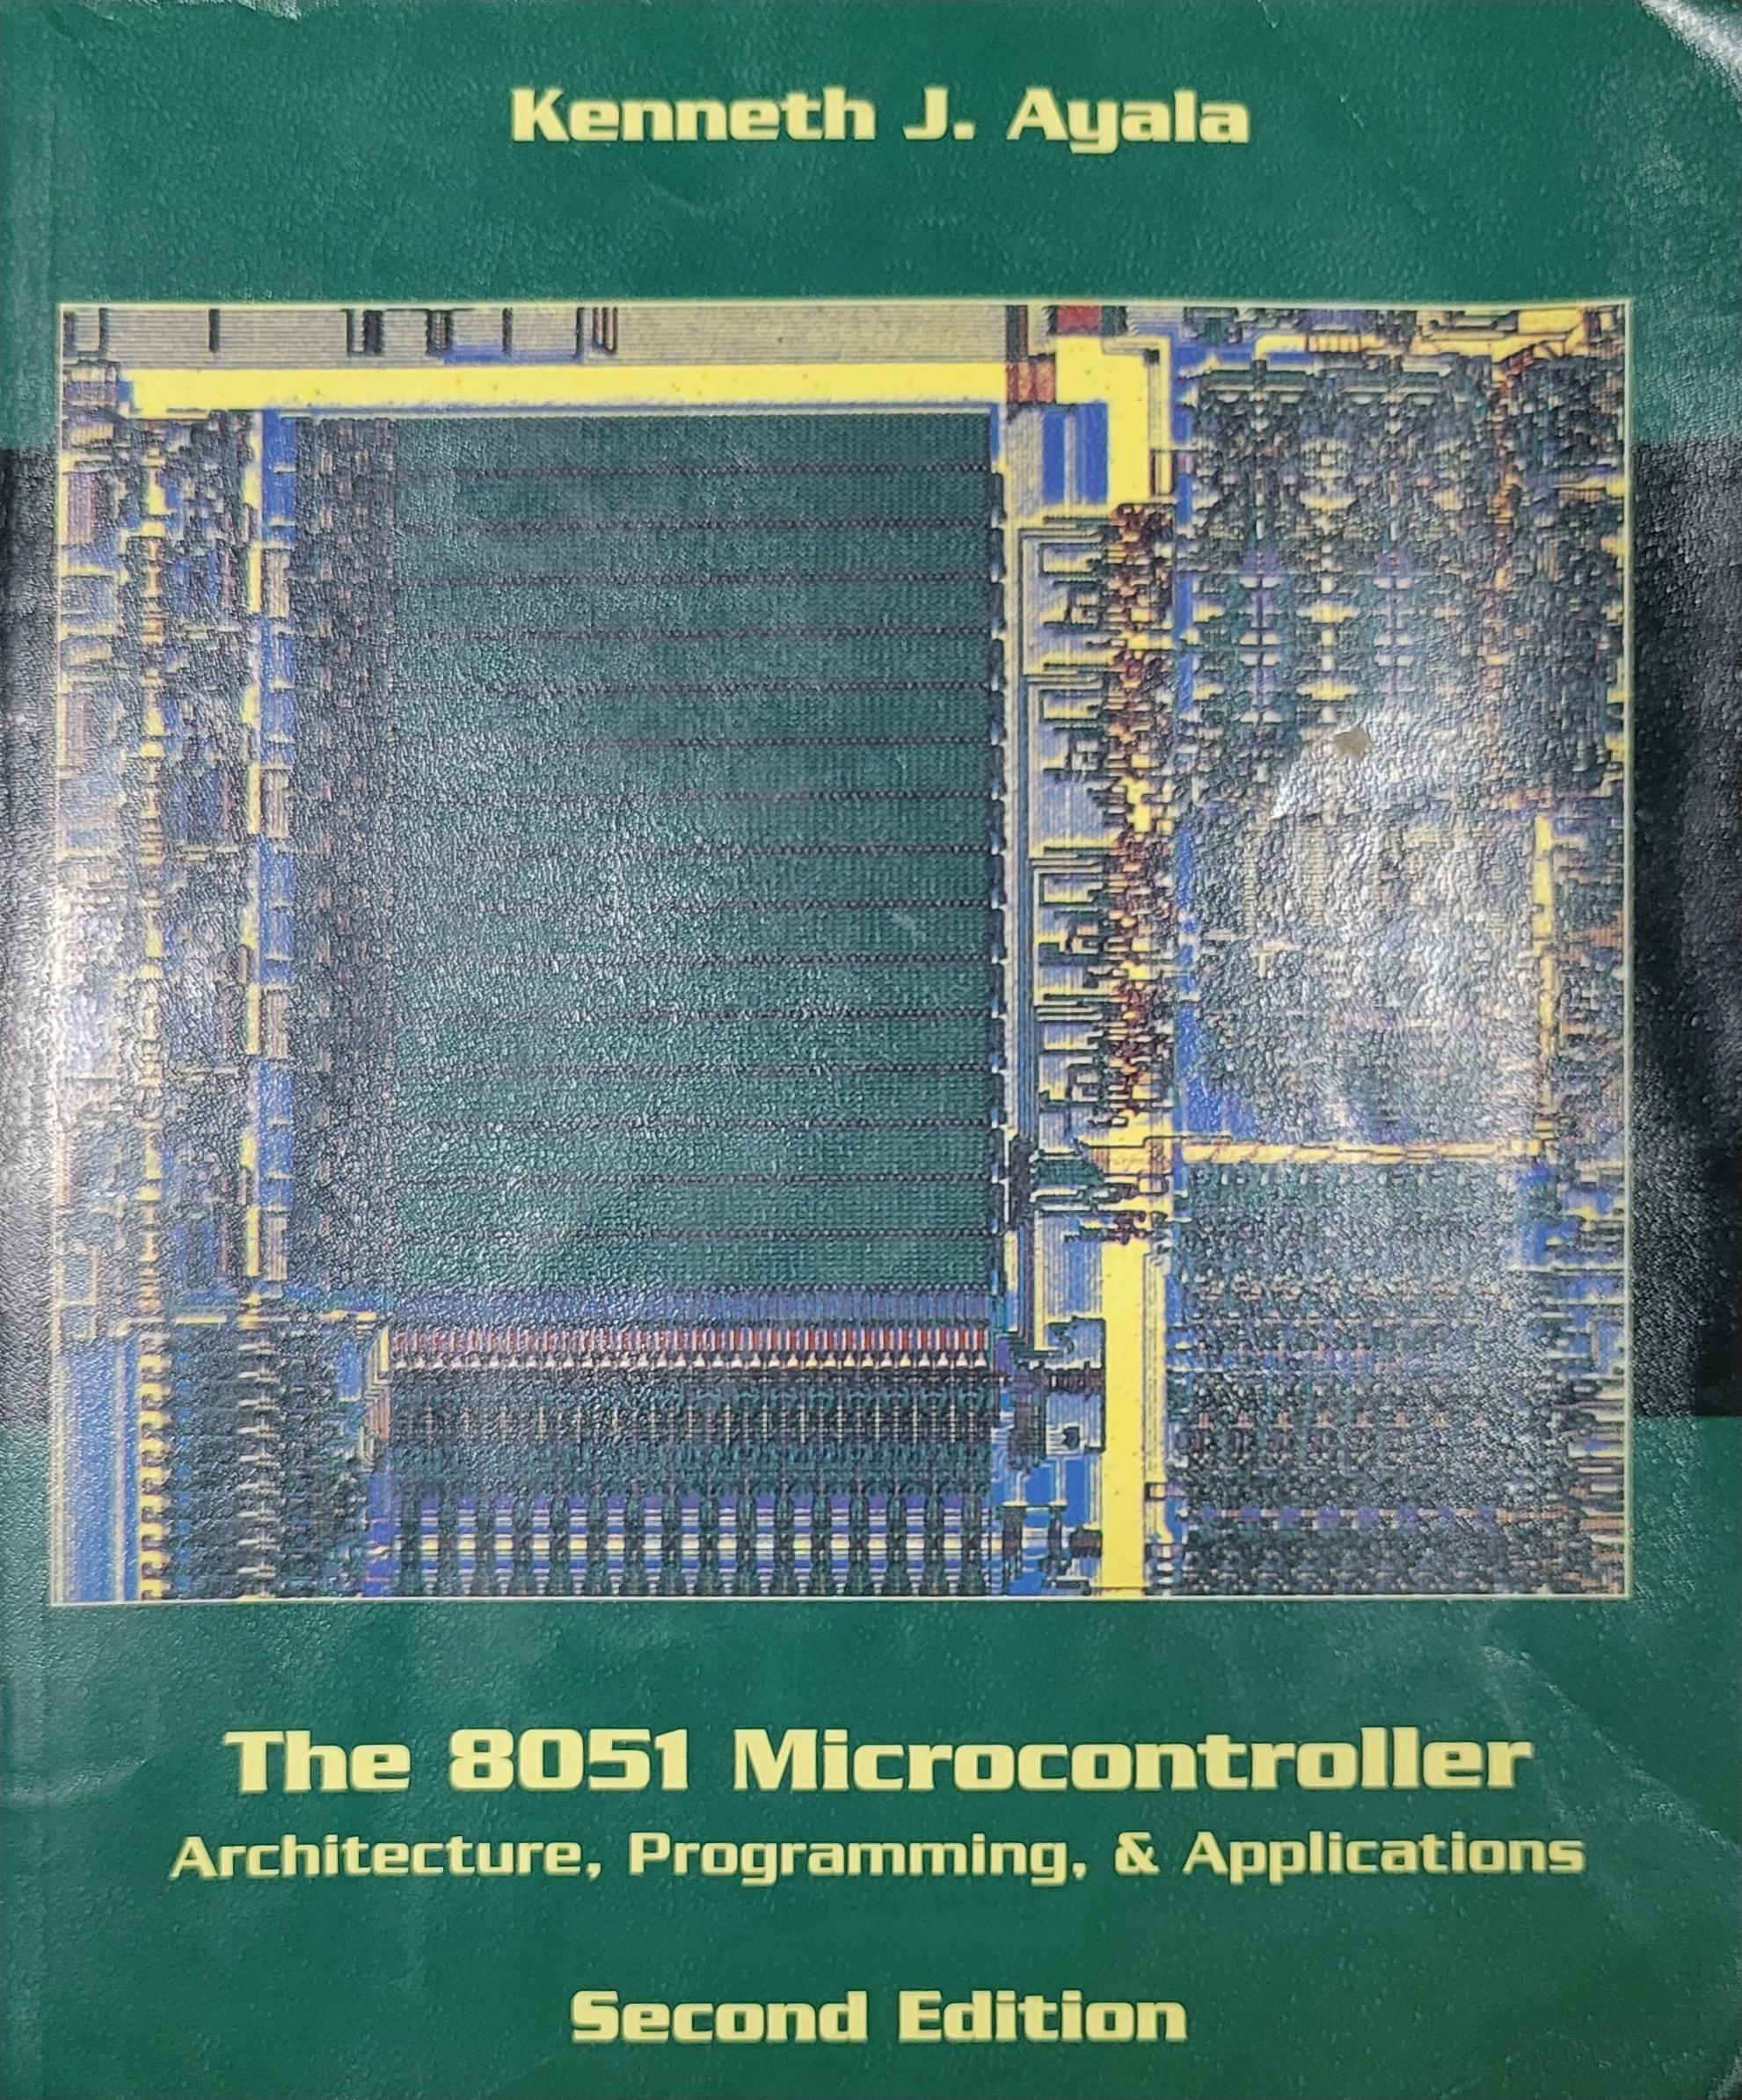 Kenneth J. Ayala
The 8051 Microcontroller
Architecture, Programming, & Applications
Second Edition